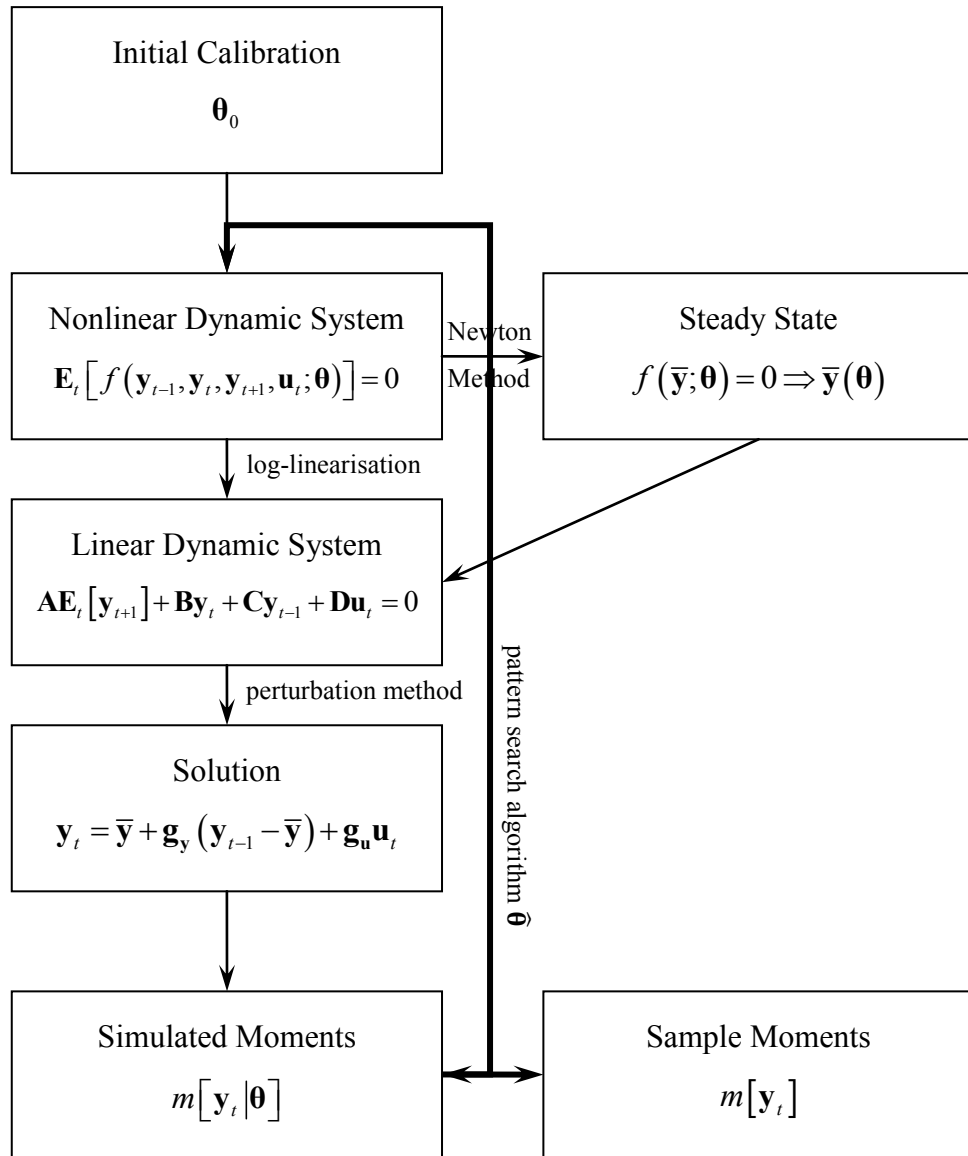 Initial Calibration
𝛉₀
Nonlinear Dynamic System
𝐄ₜ[f(𝐲ₜ₋₁, 𝐲ₜ, 𝐲ₜ₊₁, 𝐮ₜ; 𝛉)] = 0
Newton
Method
Steady State
f(𝐲̄; 𝛉) = 0 ⇒ 𝐲̄(𝛉)
log-linearisation
Linear Dynamic System
𝐀𝐄ₜ[𝐲ₜ₊₁] + 𝐁𝐲ₜ + 𝐂𝐲ₜ₋₁ + 𝐃𝐮ₜ = 0
perturbation method
pattern search algorithm 𝛉̂
Solution
𝐲ₜ = 𝐲̄ + 𝐠_𝐲(𝐲ₜ₋₁ − 𝐲̄) + 𝐠_𝐮𝐮ₜ
Simulated Moments
m[𝐲ₜ|𝛉]
Sample Moments
m[𝐲ₜ]